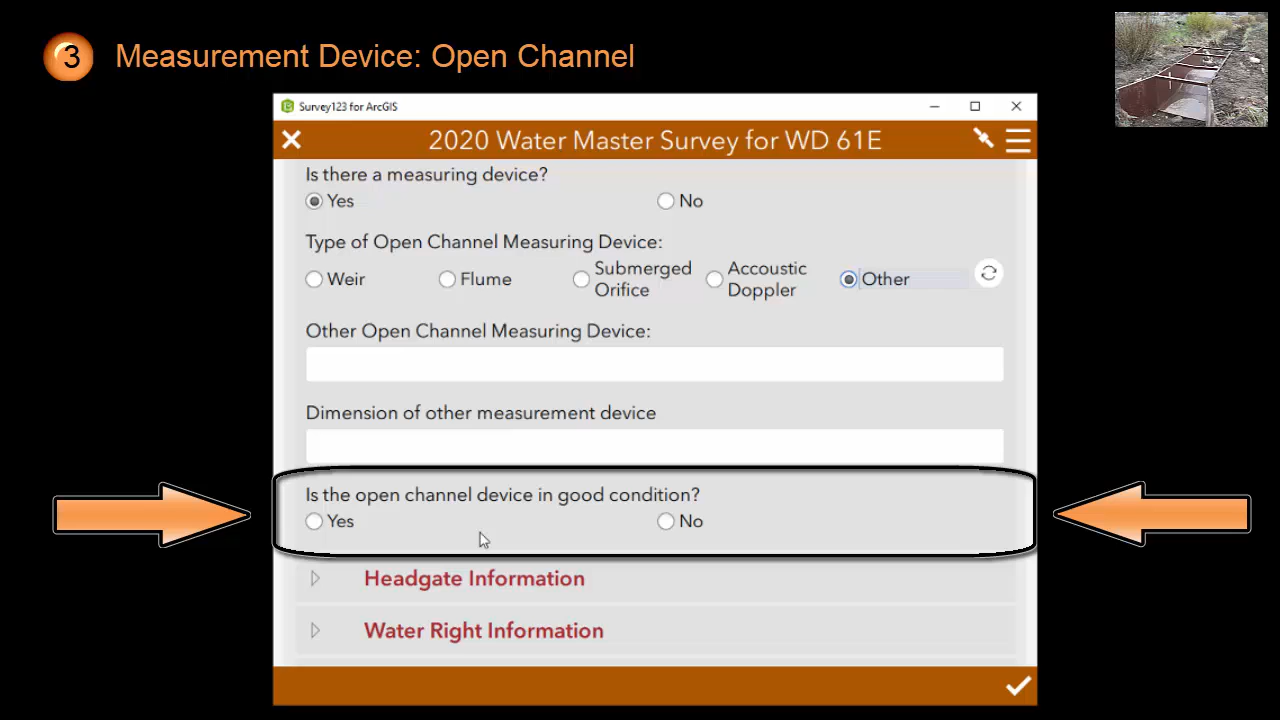 3 Measurement Device: Open Channel
Survey123 for ArcGIS
2020 Water Master Survey for WD 61E
Is there a measuring device?
Yes No
Type of Open Channel Measuring Device:
Weir Flume Submerged Orifice Accoustic Doppler Other
Other Open Channel Measuring Device:
Dimension of other measurement device
Is the open channel device in good condition?
Yes No
Headgate Information
Water Right Information